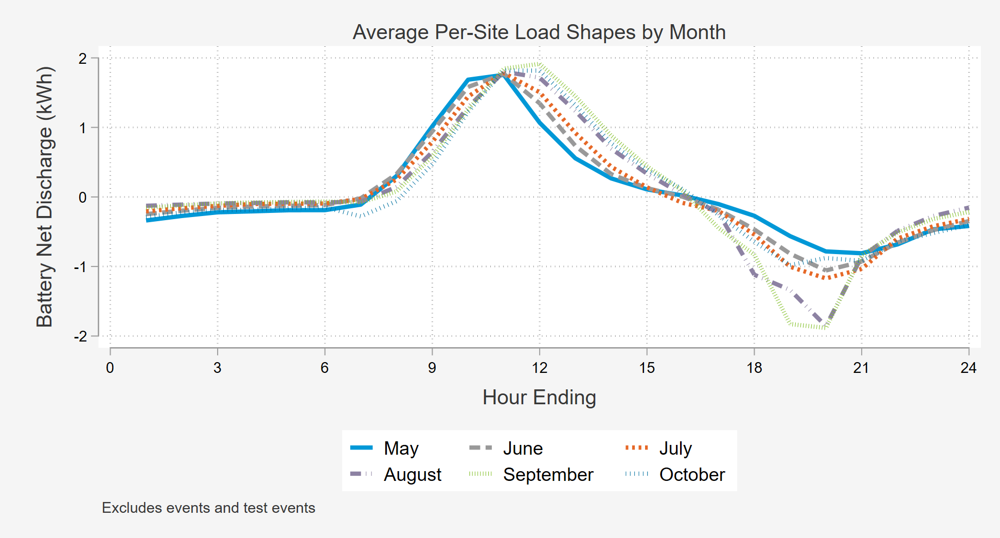 Average Per-Site Load Shapes by Month
Battery Net Discharge (kWh)
2
1
0
-1
-2
0 3 6 9 12 15 18 21 24
Hour Ending
May June July
August September October
Excludes events and test events